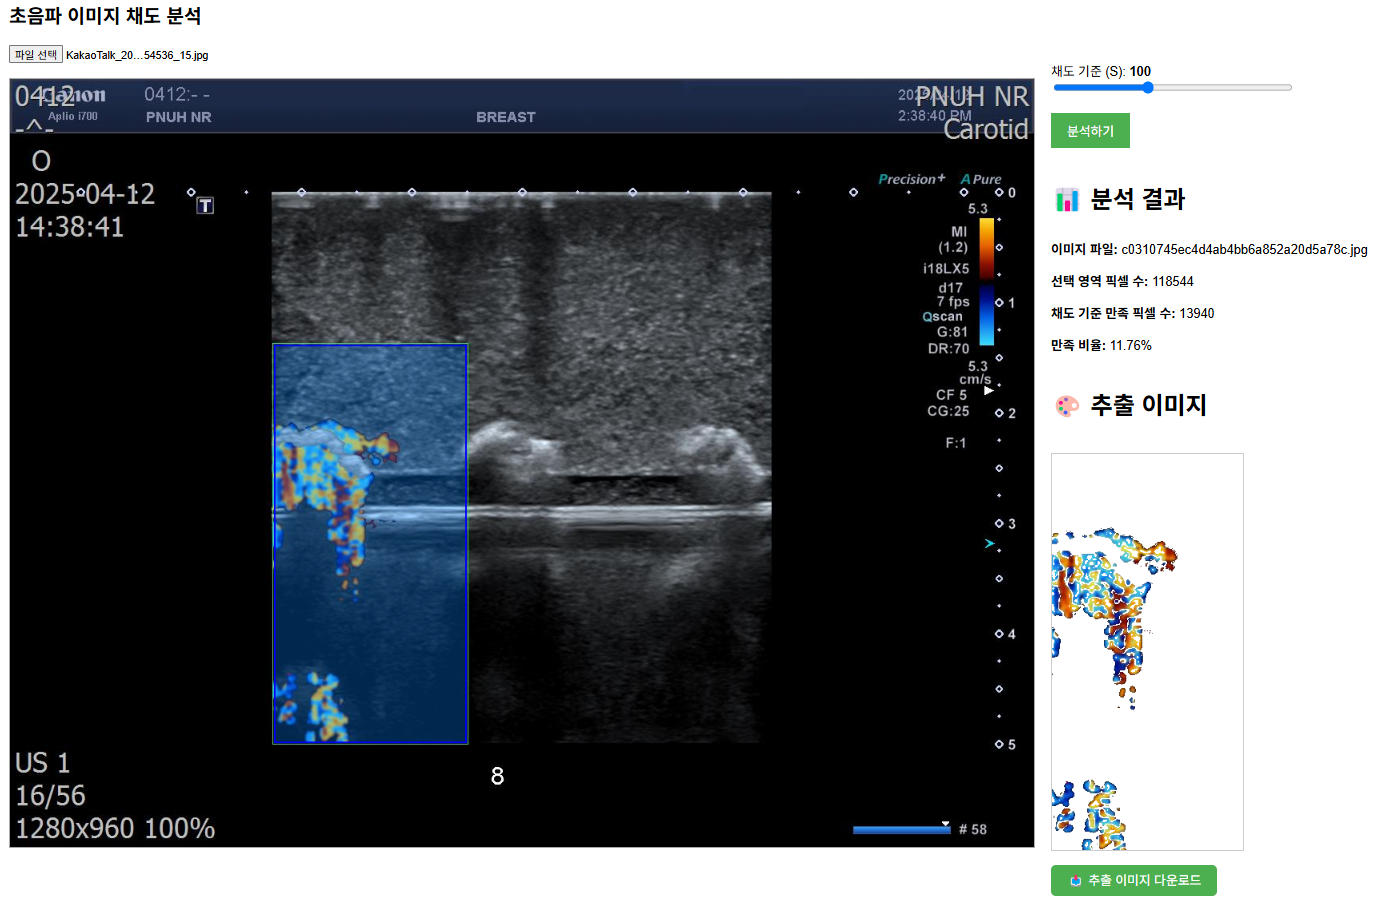 초음파 이미지 채도 분석
파일 선택 KakaoTalk_20...54536_15.jpg
0412
Canon
Aplio i700
0412:- -
PNUH NR
BREAST
2:38:40 PM
PNUH NR
Carotid
-^-
O
2025-04-12
14:38:41
T
Precision+ A Pure
5.3
MI
(1.2)
i18LX5
d17
7 fps
Qscan
G:81
DR:70
5.3
cm/s
CF 5
CG:25
F:1
0
1
2
3
4
5
8
US 1
16/56
1280x960 100%
# 58
채도 기준 (S): 100
분석하기
분석 결과
이미지 파일: c0310745ec4d4ab4bb6a852a20d5a78c.jpg
선택 영역 픽셀 수: 118544
채도 기준 만족 픽셀 수: 13940
만족 비율: 11.76%
추출 이미지
추출 이미지 다운로드